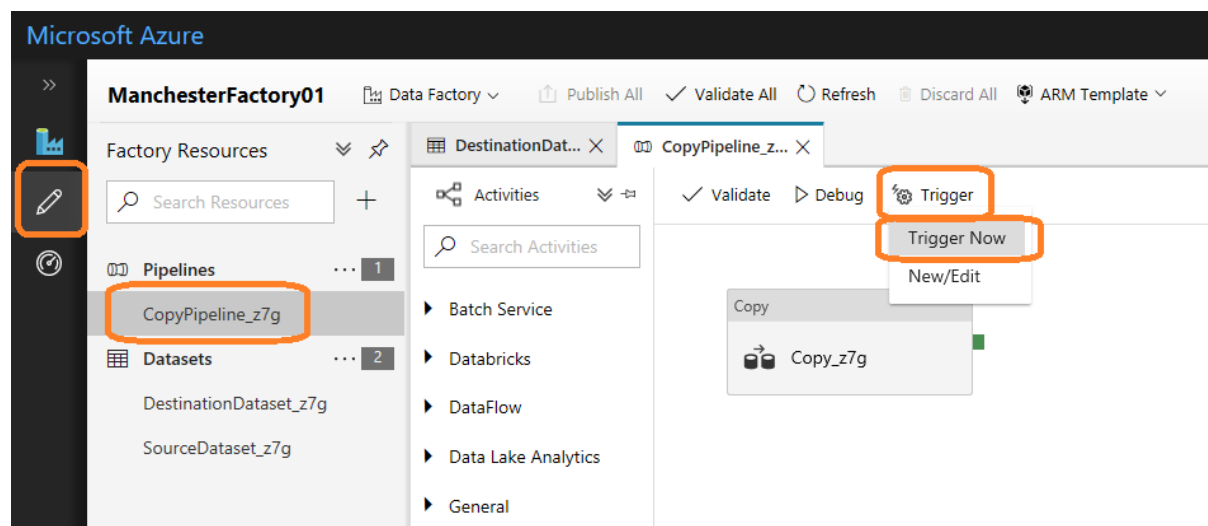 Microsoft Azure
ManchesterFactory01 Data Factory Publish All Validate All Refresh Discard All ARM Template
Factory Resources
Search Resources
Pipelines ... 1
CopyPipeline_z7g
Datasets ... 2
DestinationDataset_z7g
SourceDataset_z7g
DestinationDat... CopyPipeline_z...
Activities
Search Activities
Batch Service
Databricks
DataFlow
Data Lake Analytics
General
Validate Debug Trigger
Trigger Now
New/Edit
Copy
Copy_z7g